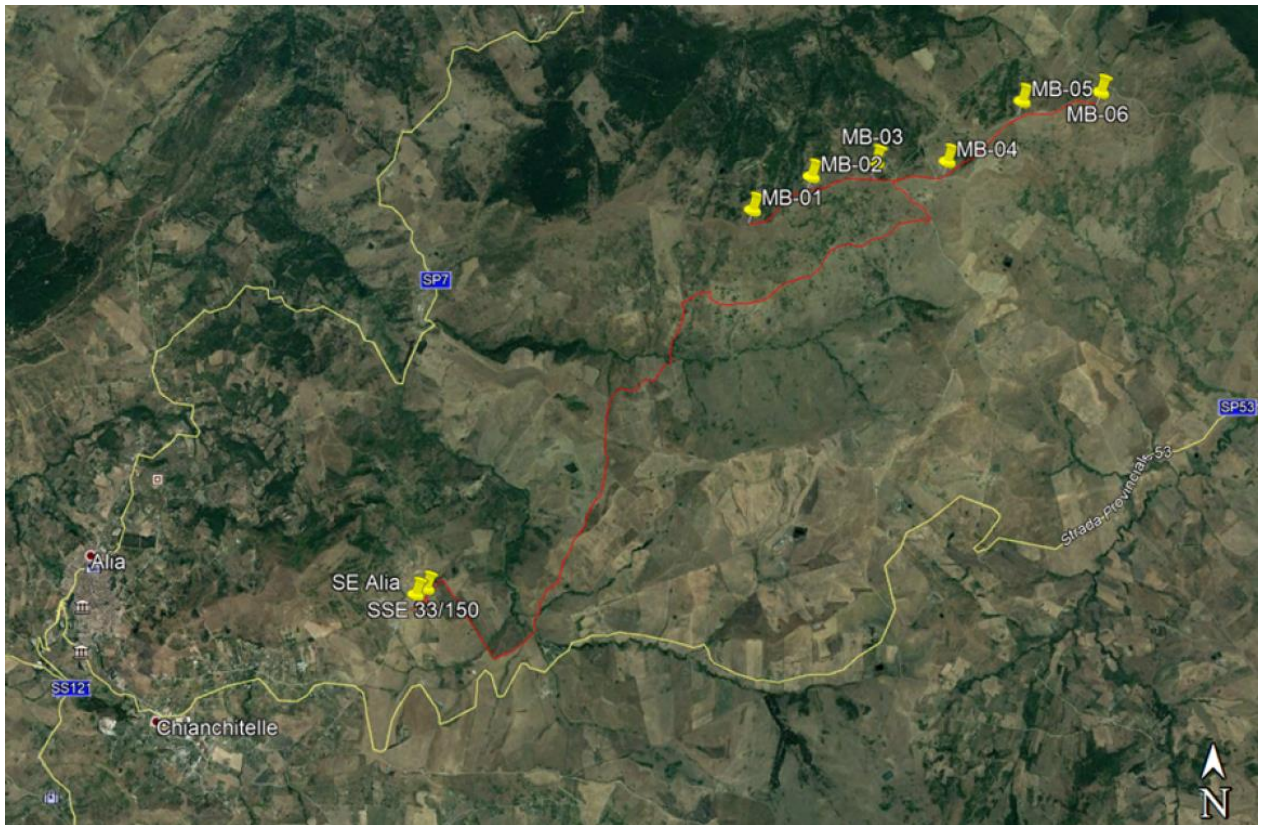 MB-05
MB-06
MB-03
MB-04
MB-02
MB-01
SP7
SP53
Strada Provinciale 53
Alia
SE Alia
SSE 33/150
SS121
Chianchitelle
N